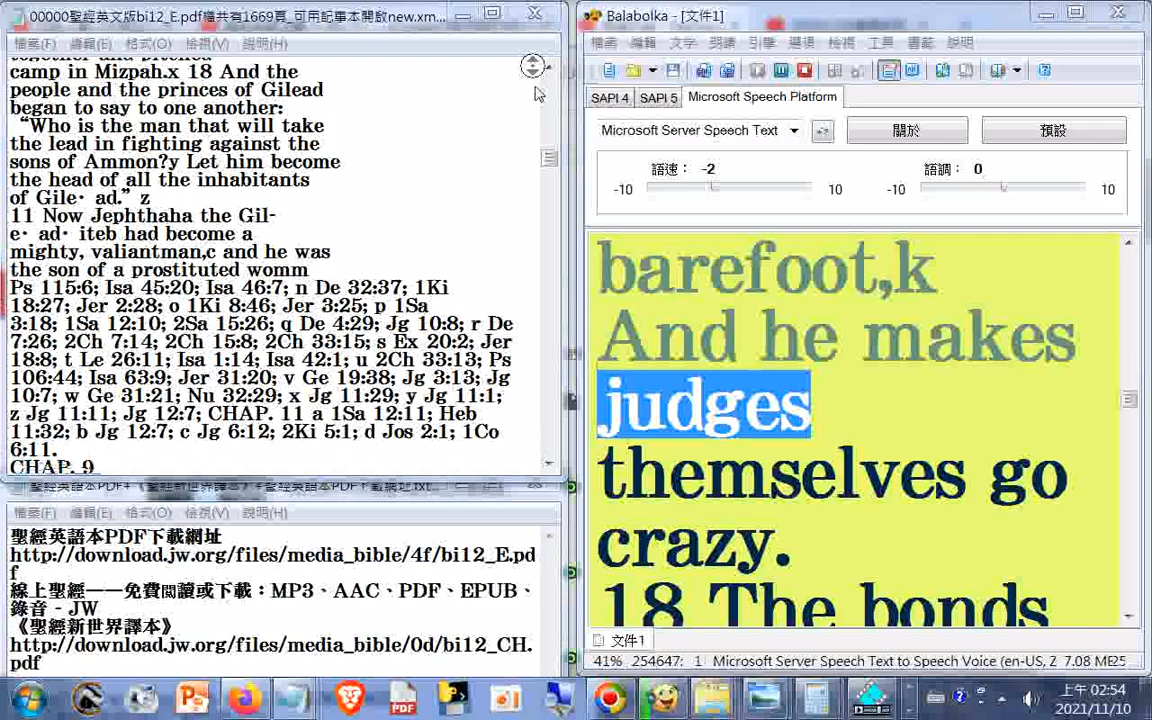 00000聖經英文版bi12_E.pdf檔共有1669頁_可用記事本開啟new.xm...
檔案(F) 編輯(E) 格式(O) 檢視(V) 說明(H)
together and pitched
camp in Mizpah.x 18 And the
people and the princes of Gilead
began to say to one another:
“Who is the man that will take
the lead in fighting against the
sons of Ammon?y Let him become
the head of all the inhabitants
of Gile· ad.” z
11 Now Jephthaha the Gil-
e· ad· iteb had become a
mighty, valiantman,c and he was
the son of a prostituted womm
Ps 115:6; Isa 45:20; Isa 46:7; n De 32:37; 1Ki
18:27; Jer 2:28; o 1Ki 8:46; Jer 3:25; p 1Sa
3:18; 1Sa 12:10; 2Sa 15:26; q De 4:29; Jg 10:8; r De
7:26; 2Ch 7:14; 2Ch 15:8; 2Ch 33:15; s Ex 20:2; Jer
18:8; t Le 26:11; Isa 1:14; Isa 42:1; u 2Ch 33:13; Ps
106:44; Isa 63:9; Jer 31:20; v Ge 19:38; Jg 3:13; Jg
10:7; w Ge 31:21; Nu 32:29; x Jg 11:29; y Jg 11:1;
z Jg 11:11; Jg 12:7; CHAP. 11 a 1Sa 12:11; Heb
11:32; b Jg 12:7; c Jg 6:12; 2Ki 5:1; d Jos 2:1; 1Co
6:11.
CHAP. 9
檔案(F) 編輯(E) 格式(O) 檢視(V) 說明(H)
聖經英語本PDF下載網址
http://download.jw.org/files/media_bible/4f/bi12_E.pd
f
線上聖經——免費閱讀或下載：MP3、AAC、PDF、EPUB、
錄音 - JW
《聖經新世界譯本》
http://download.jw.org/files/media_bible/0d/bi12_CH.
pdf
Balabolka - [文件1]
檔案 編輯 文字 朗讀 引擎 選項 檢視 工具 書籤 說明
SAPI 4 SAPI 5 Microsoft Speech Platform
Microsoft Server Speech Text 關於 預設
語速： -2 語調： 0
-10 10 -10 10
barefoot,k
And he makes
judges
themselves go
crazy.
18 The bonds
文件1
41% 254647: 1 Microsoft Server Speech Text to Speech Voice (en-US, Z 7.08 ME25
上午 02:54
2021/11/10